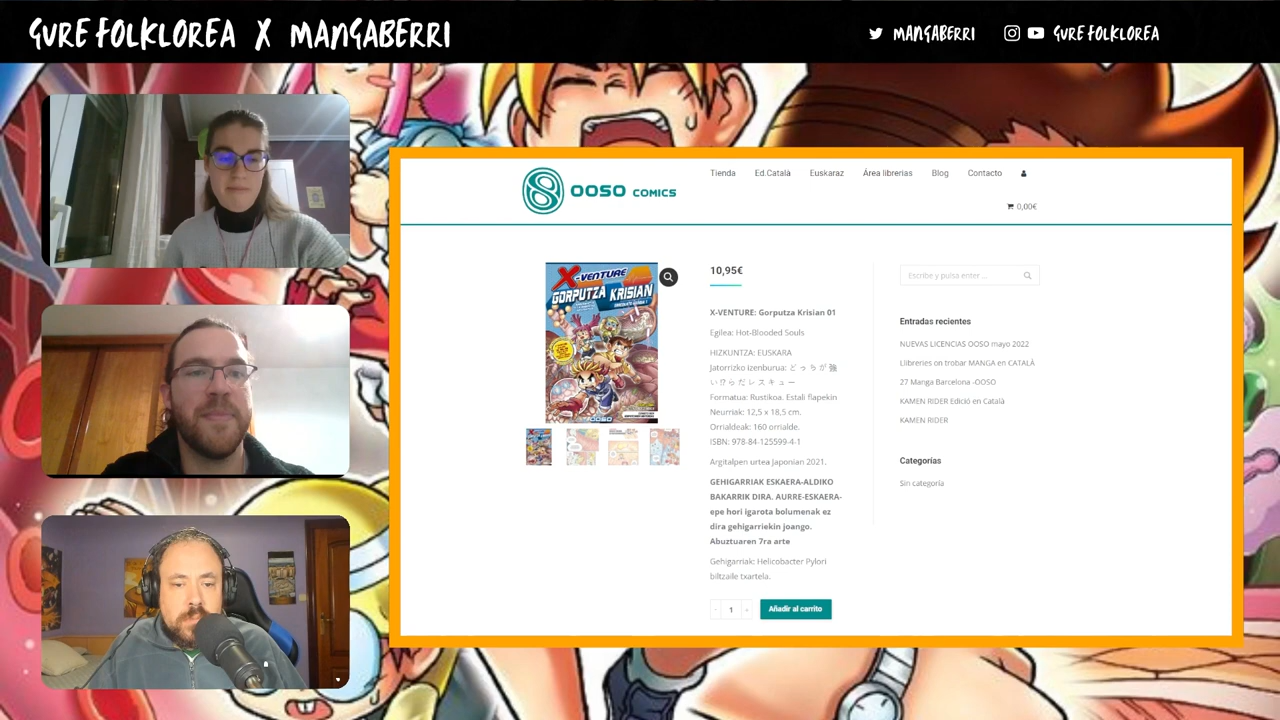 GURE FOLKLOREA X MANGABERRI
MANGABERRI
GURE FOLKLOREA
OOSO COMICS
Tienda
Ed.Català
Euskaraz
Área librerias
Blog
Contacto
0,00€
X-VENTURE
GORPUTZA KRISIAN
OOSO
10,95€
X-VENTURE: Gorputza Krisian 01
Egilea: Hot-Blooded Souls
HIZKUNTZA: EUSKARA
Jatorrizko izenburua: どっちが強
い!?らだレスキュー
Formatua: Rustikoa. Estali flapekin
Neurriak: 12,5 x 18,5 cm.
Orrialdeak: 160 orrialde.
ISBN: 978-84-125599-4-1
Argitalpen urtea Japonian 2021.
GEHIGARRIAK ESKAERA-ALDIKO
BAKARRIK DIRA. AURRE-ESKAERA-
epe hori igarota bolumenak ez
dira gehigarriekin joango.
Abuztuaren 7ra arte
Gehigarriak: Helicobacter Pylori
biltzaile txartela.
- 1 +
Añadir al carrito
Escribe y pulsa enter ...
Entradas recientes
NUEVAS LICENCIAS OOSO mayo 2022
Llibreries on trobar MANGA en CATALÀ
27 Manga Barcelona -OOSO
KAMEN RIDER Edició en Català
KAMEN RIDER
Categorías
Sin categoría